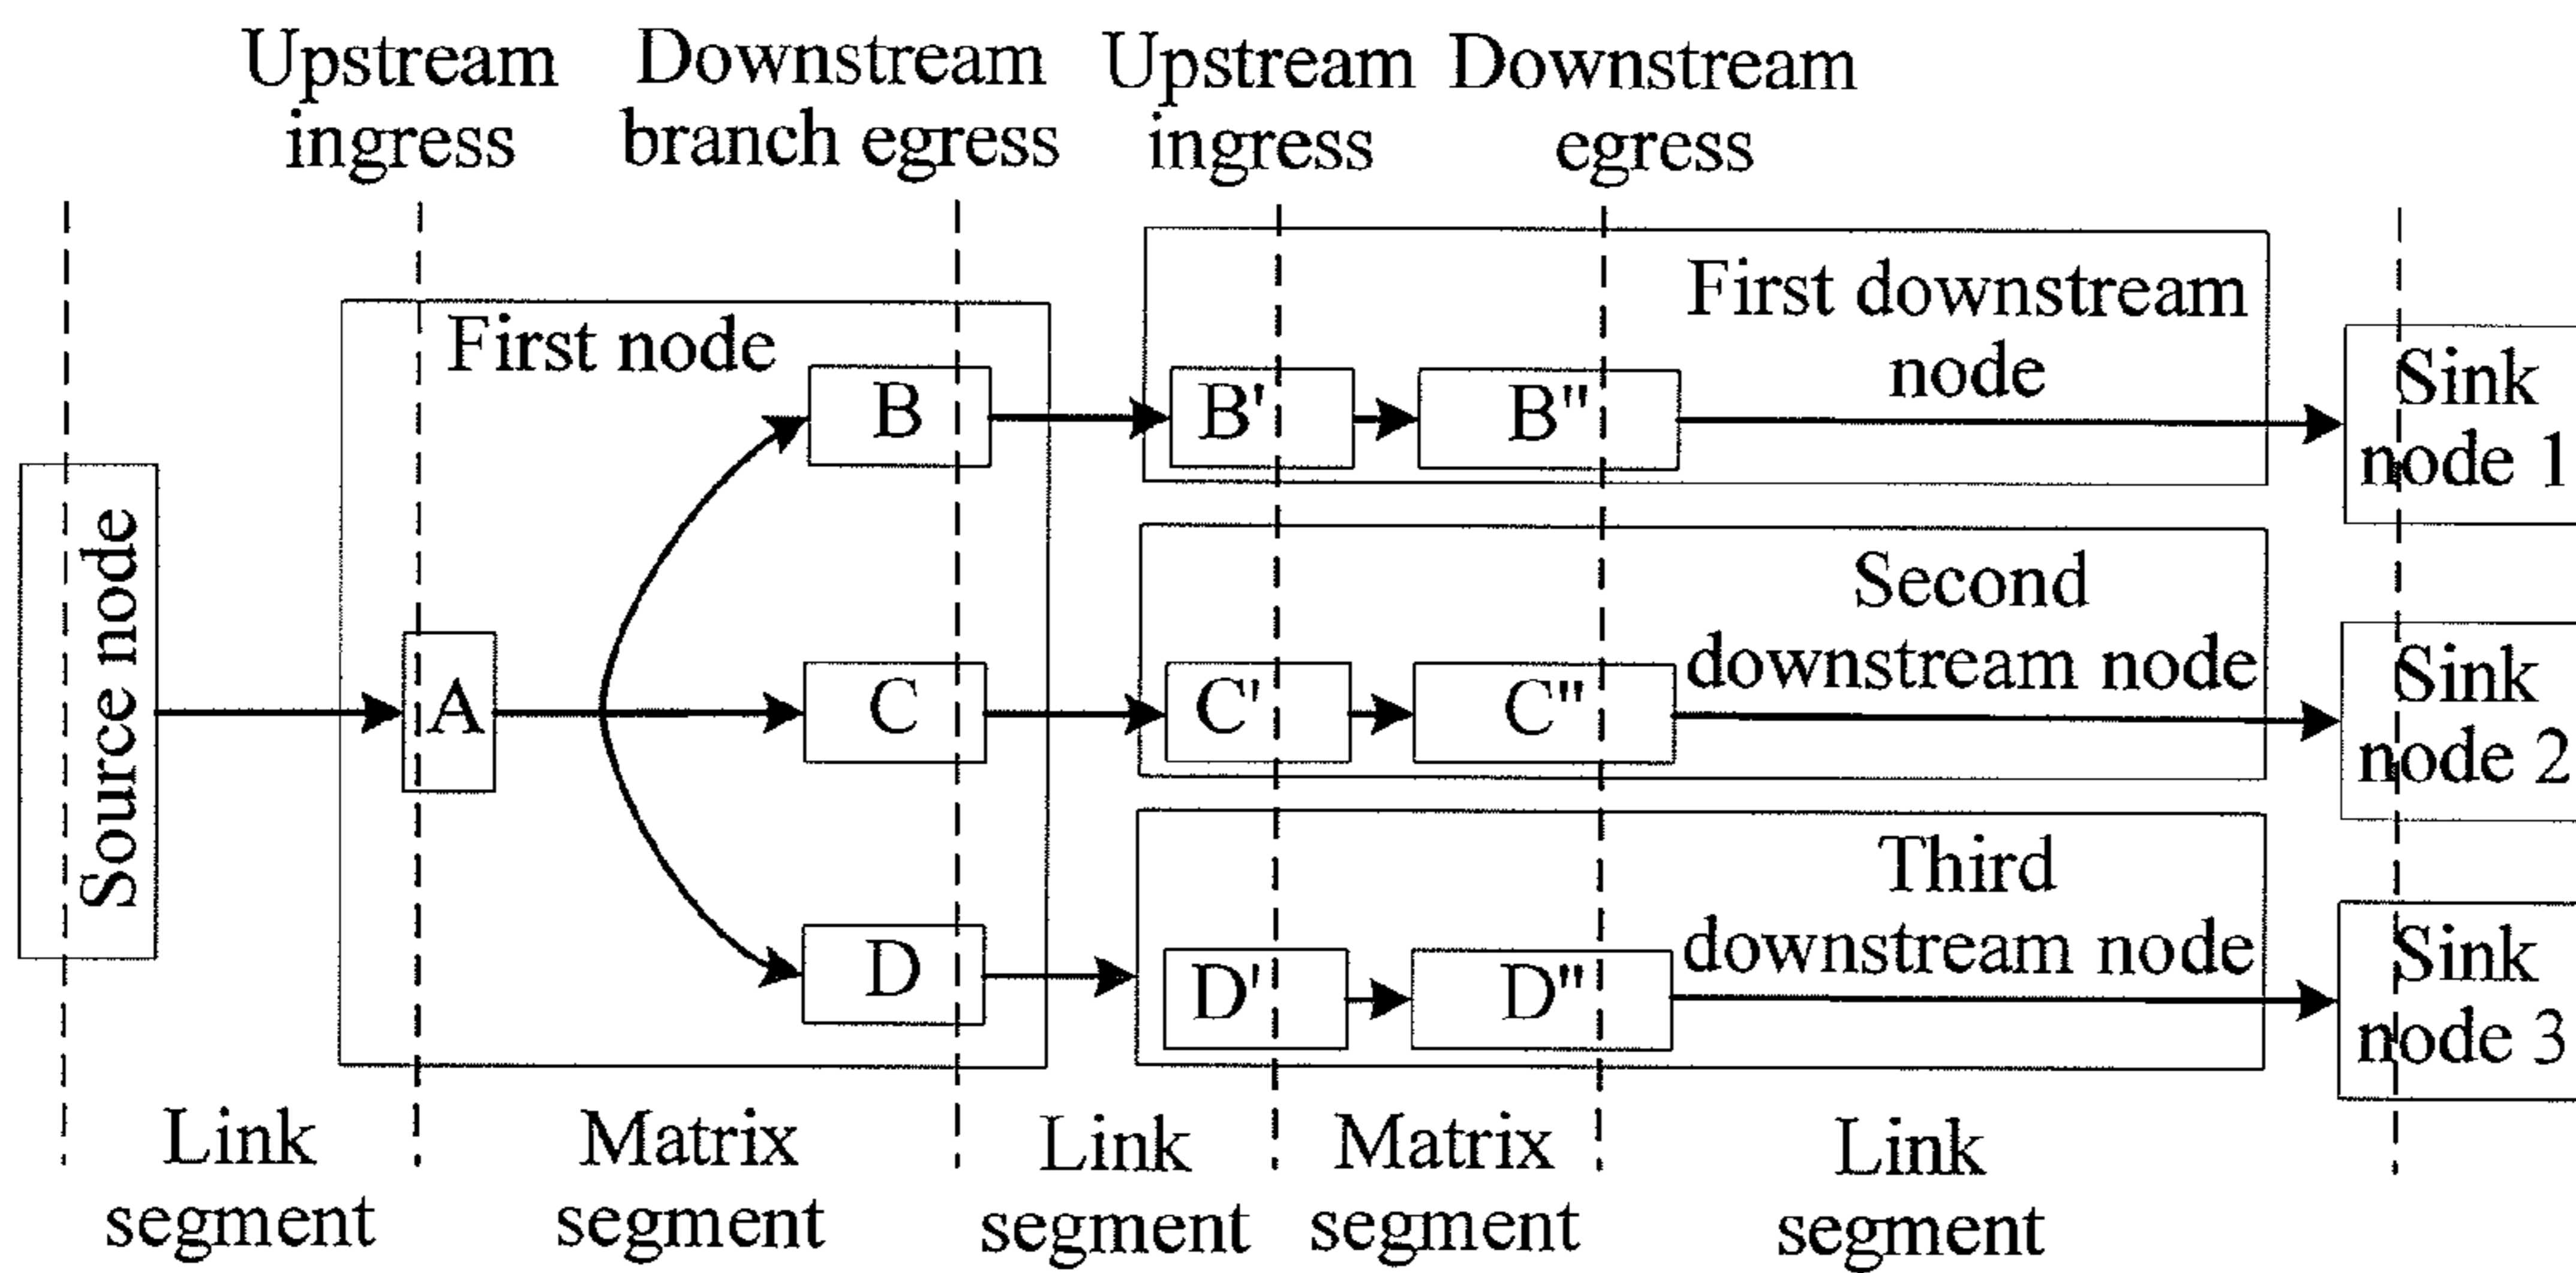 Upstream
ingress
Downstream
branch egress
Upstream
ingress
Downstream
egress
Source node
First node
A
B
C
D
First downstream
node
B'
B"
Second
downstream node
C'
C"
Third
downstream node
D'
D"
Sink
node 1
Sink
node 2
Sink
node 3
Link
segment
Matrix
segment
Link
segment
Matrix
segment
Link
segment